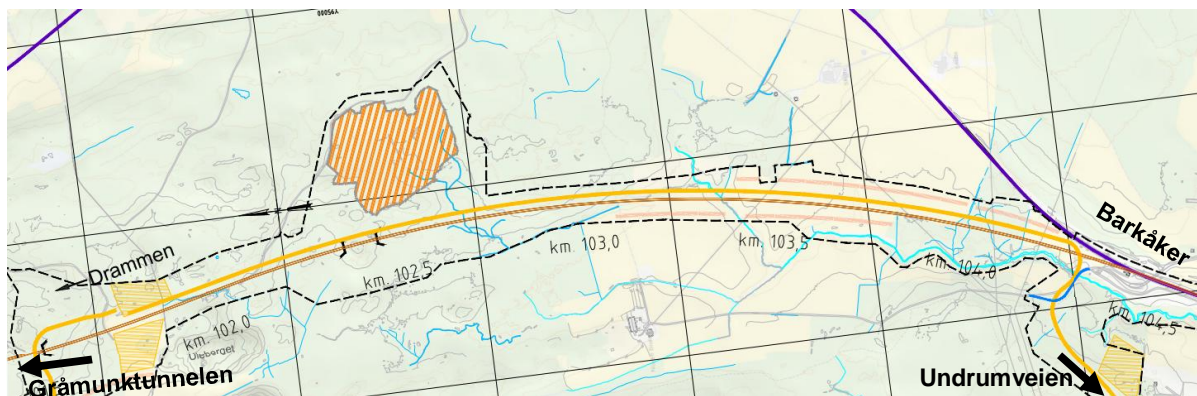 Y95000
Drammen
km. 102,0
km. 102,5
km. 103,0
km. 103,5
km. 104,0
km. 104,5
Barkåker
Gråmunktunnelen
Undrumveien